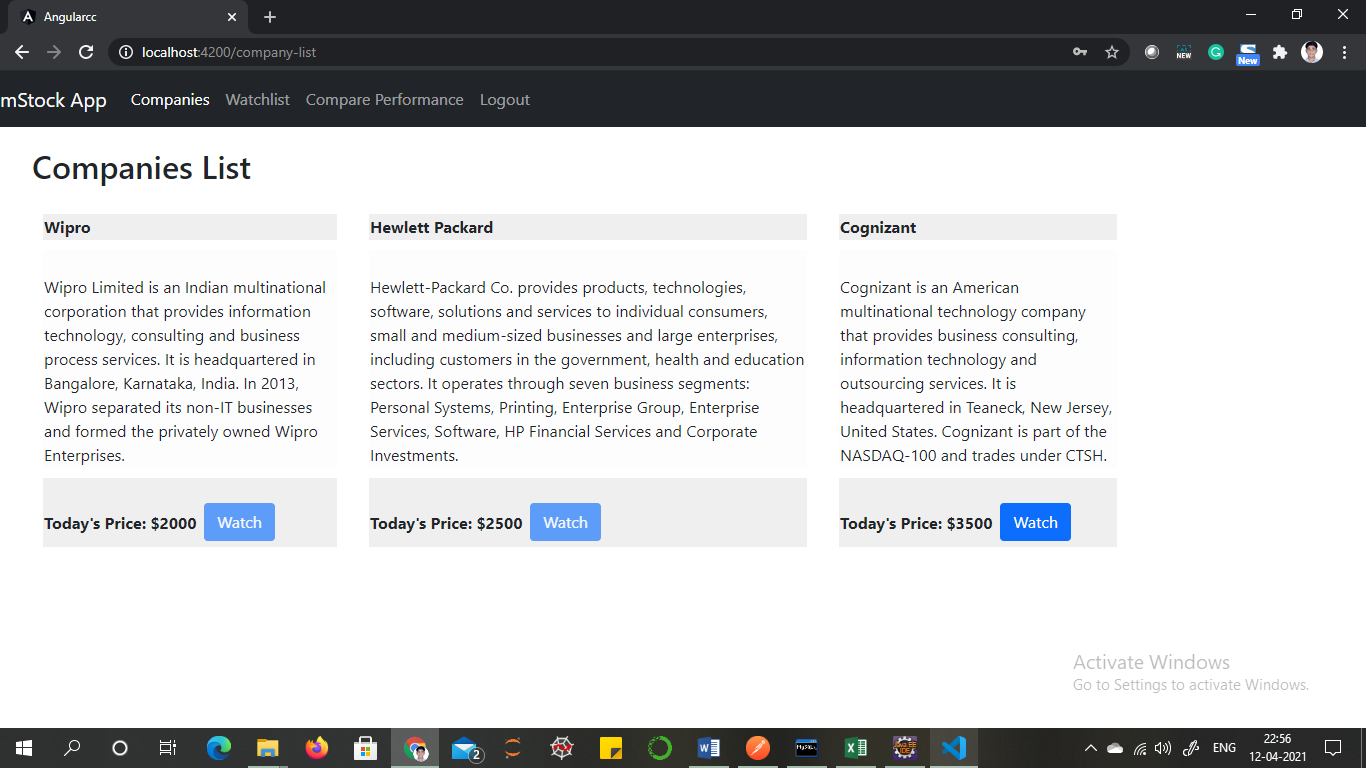 Angularcc
localhost:4200/company-list
NEW
New
mStock App Companies Watchlist Compare Performance Logout
Companies List
Wipro
Wipro Limited is an Indian multinational
corporation that provides information
technology, consulting and business
process services. It is headquartered in
Bangalore, Karnataka, India. In 2013,
Wipro separated its non-IT businesses
and formed the privately owned Wipro
Enterprises.
Today's Price: $2000 Watch
Hewlett Packard
Hewlett-Packard Co. provides products, technologies,
software, solutions and services to individual consumers,
small and medium-sized businesses and large enterprises,
including customers in the government, health and education
sectors. It operates through seven business segments:
Personal Systems, Printing, Enterprise Group, Enterprise
Services, Software, HP Financial Services and Corporate
Investments.
Today's Price: $2500 Watch
Cognizant
Cognizant is an American
multinational technology company
that provides business consulting,
information technology and
outsourcing services. It is
headquartered in Teaneck, New Jersey,
United States. Cognizant is part of the
NASDAQ-100 and trades under CTSH.
Today's Price: $3500 Watch
Activate Windows
Go to Settings to activate Windows.
2
ENG
22:56
12-04-2021